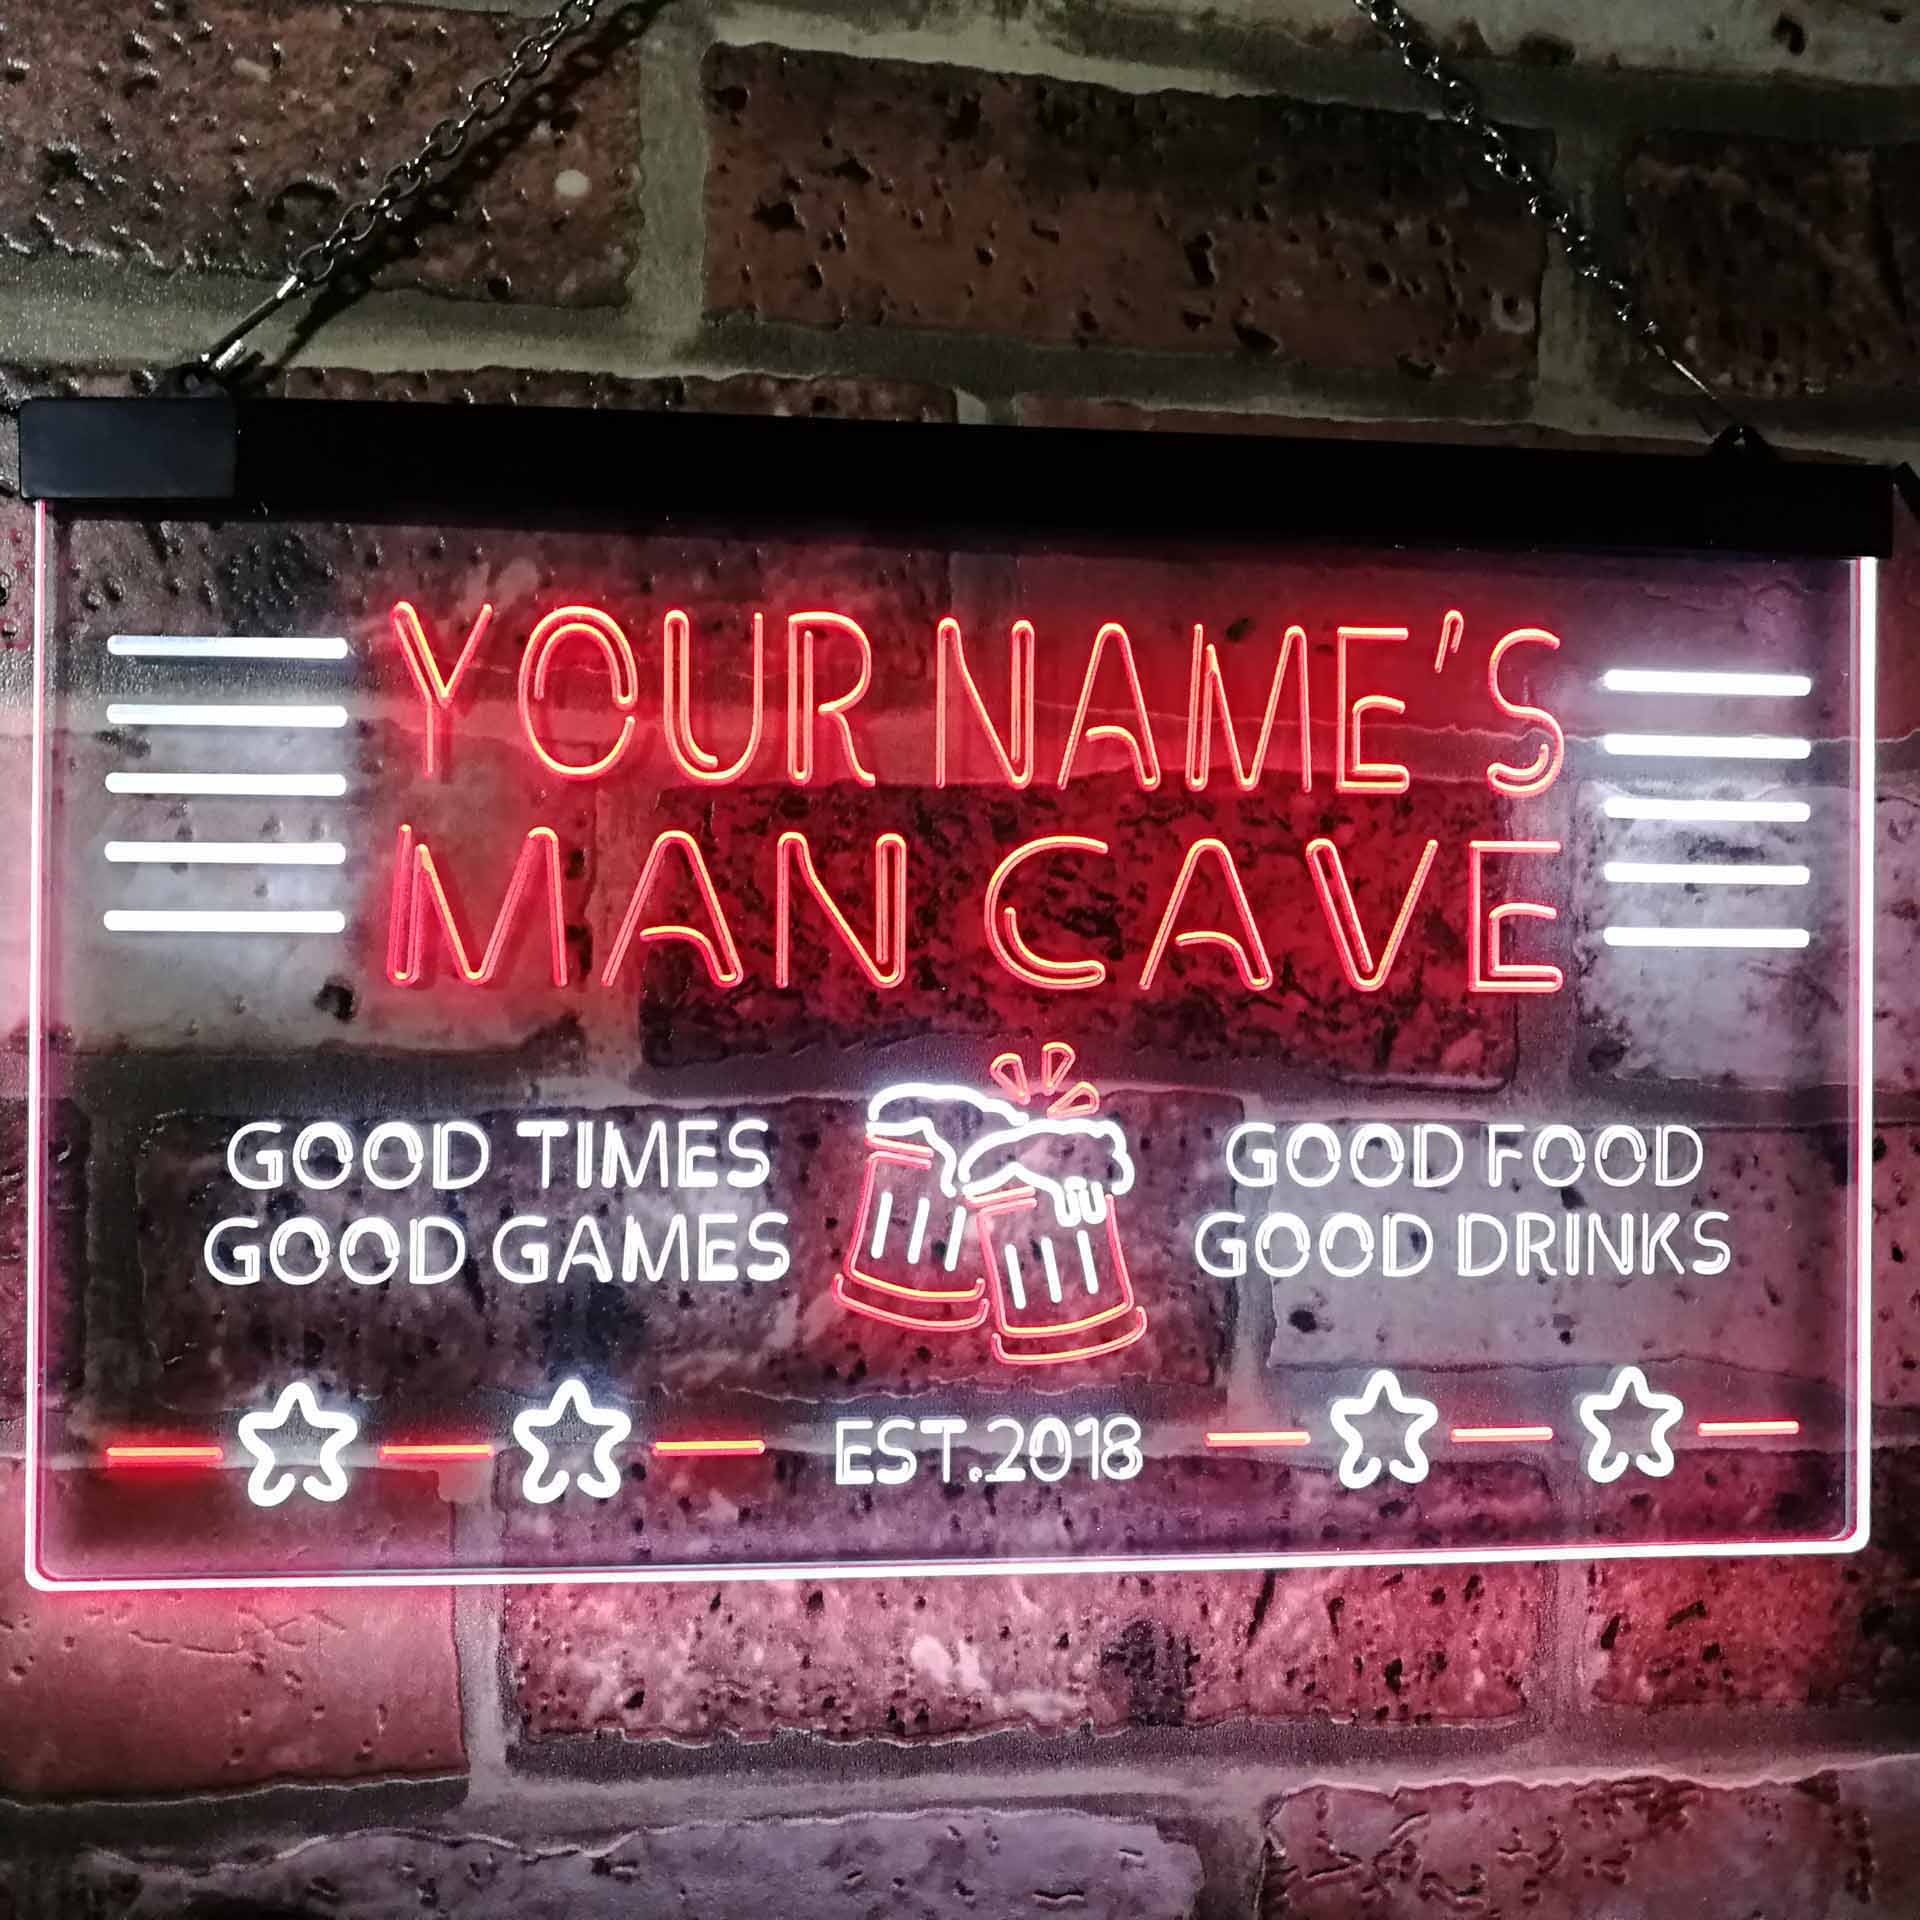 YOUR NAME'S
MAN CAVE
GOOD TIMES
GOOD GAMES
GOOD FOOD
GOOD DRINKS
EST.2018